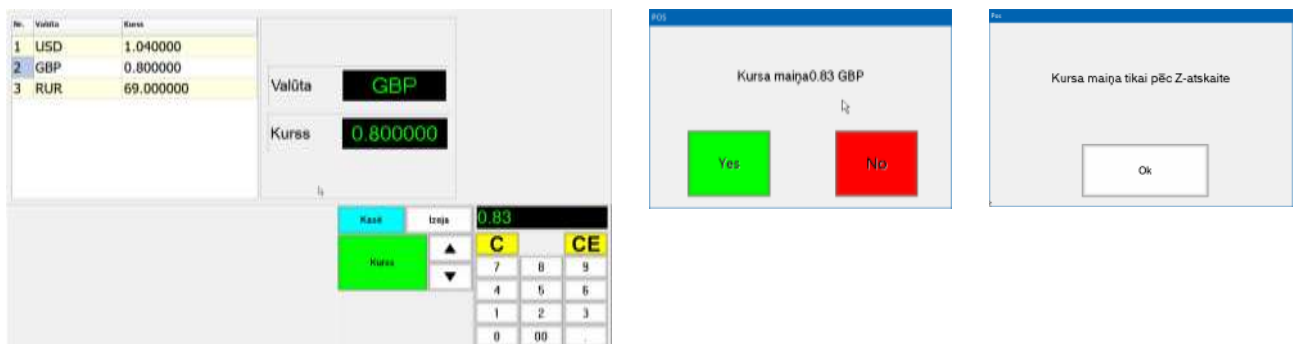 Nr. Valūta Kurss
1 USD 1.040000
2 GBP 0.800000
3 RUR 69.000000
Valūta GBP
Kurss 0.800000
Kasē Izeja 0.83
Kurss ▲ C CE
▼ 7 8 9
4 5 6
1 2 3
0 00 .
POS
Kursa maiņa0.83 GBP
Yes No
Pos
Kursa maiņa tikai pēc Z-atskaite
Ok